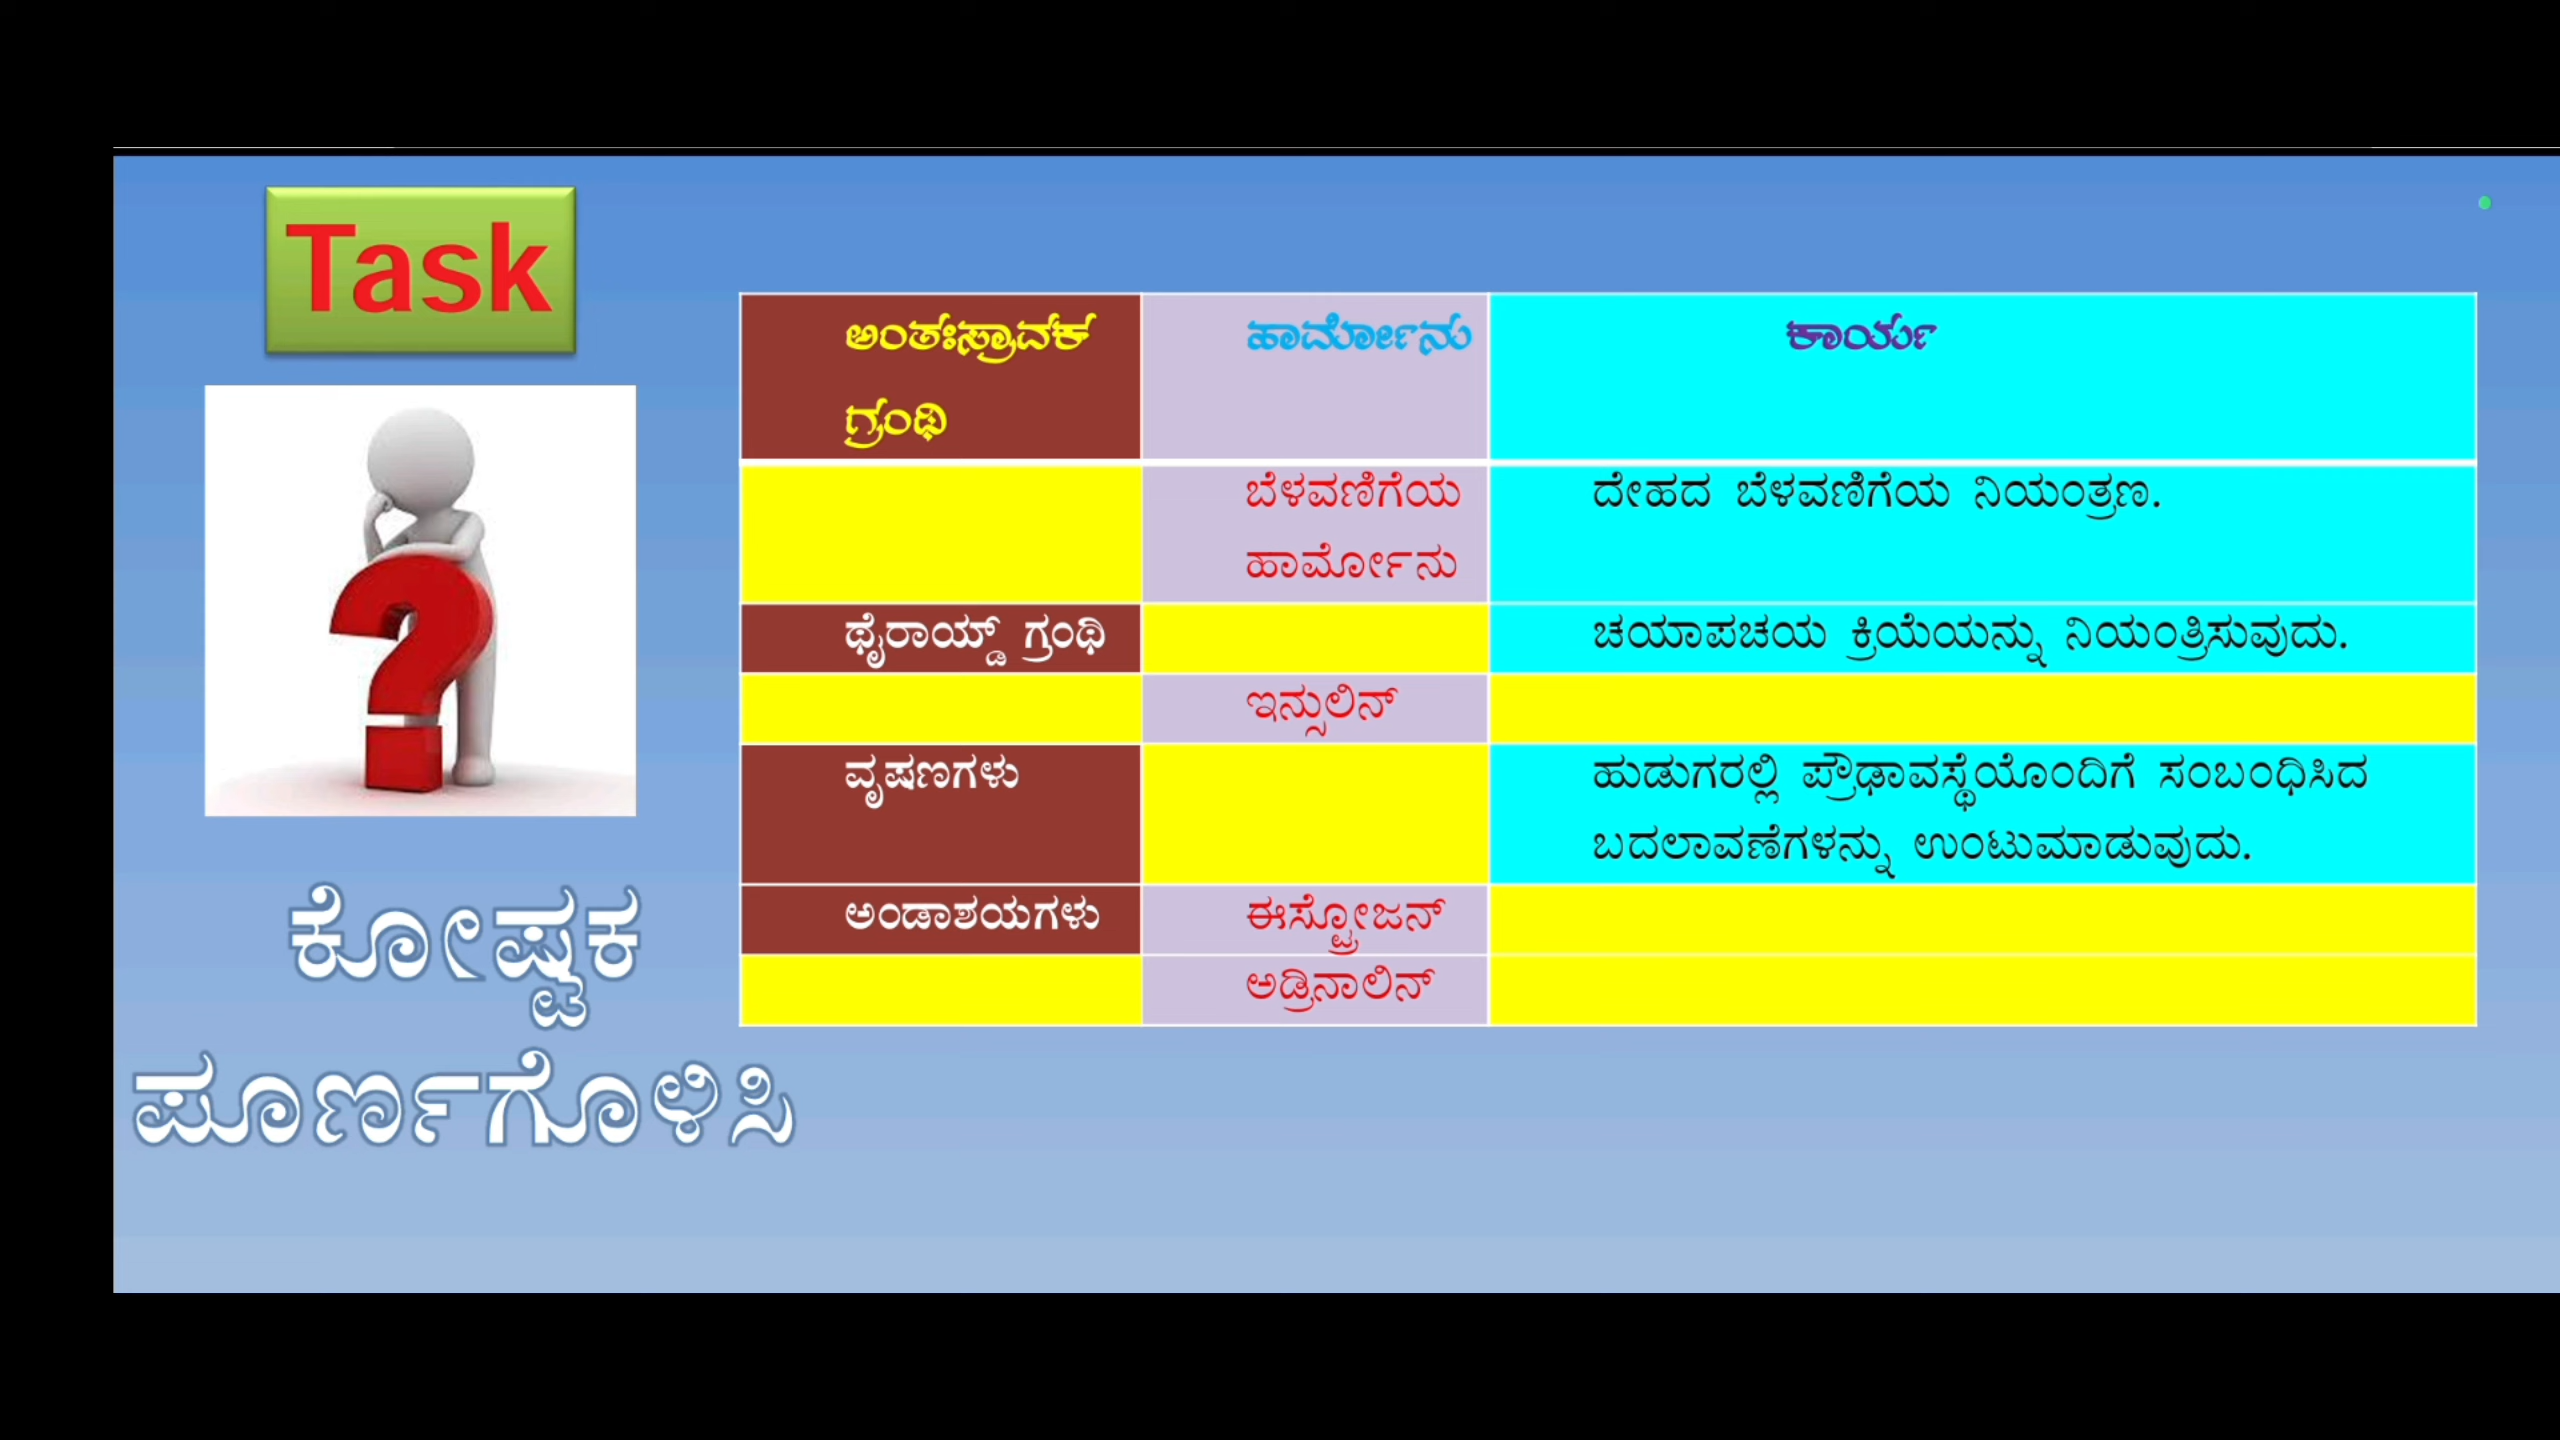 Task
ಕೋಷ್ಟಕ
ಪೂರ್ಣಗೊಳಿಸಿ
ಅಂತಃಸ್ರಾವಕ
ಗ್ರಂಥಿ
ಹಾರ್ಮೋನು
ಕಾರ್ಯ
ಬೆಳವಣಿಗೆಯ
ಹಾರ್ಮೋನು
ದೇಹದ ಬೆಳವಣಿಗೆಯ ನಿಯಂತ್ರಣ.
ಥೈರಾಯ್ಡ್ ಗ್ರಂಥಿ
ಚಯಾಪಚಯ ಕ್ರಿಯೆಯನ್ನು ನಿಯಂತ್ರಿಸುವುದು.
ಇನ್ಸುಲಿನ್
ವೃಷಣಗಳು
ಹುಡುಗರಲ್ಲಿ ಪ್ರೌಢಾವಸ್ಥೆಯೊಂದಿಗೆ ಸಂಬಂಧಿಸಿದ
ಬದಲಾವಣೆಗಳನ್ನು ಉಂಟುಮಾಡುವುದು.
ಅಂಡಾಶಯಗಳು
ಈಸ್ಟ್ರೋಜನ್
ಅಡ್ರಿನಾಲಿನ್